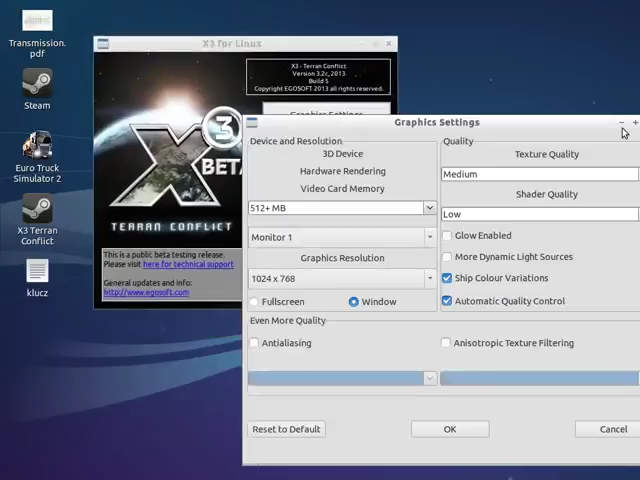 Transmission.
pdf
Steam
Euro Truck
Simulator 2
X3 Terran
Conflict
klucz
X3 for Linux
X3 - Terran Conflict
Version 3.2c, 2013
Build 5
Copyright EGOSOFT 2013 all rights reserved.
Graphics Settings
X
3
BETA
TERRAN CONFLICT
This is a public beta testing release.
Please visit here for technical support
General updates and info:
http://www.egosoft.com
Graphics Settings
Device and Resolution
3D Device
Hardware Rendering
Video Card Memory
512+ MB
Monitor 1
Graphics Resolution
1024 x 768
Fullscreen
Window
Quality
Texture Quality
Medium
Shader Quality
Low
Glow Enabled
More Dynamic Light Sources
Ship Colour Variations
Automatic Quality Control
Even More Quality
Antialiasing
Anisotropic Texture Filtering
Reset to Default
OK
Cancel